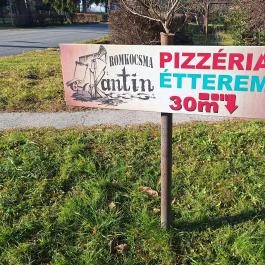 ROMKOCSMA
Kantin
PIZZÉRIA
ÉTTEREM
30m